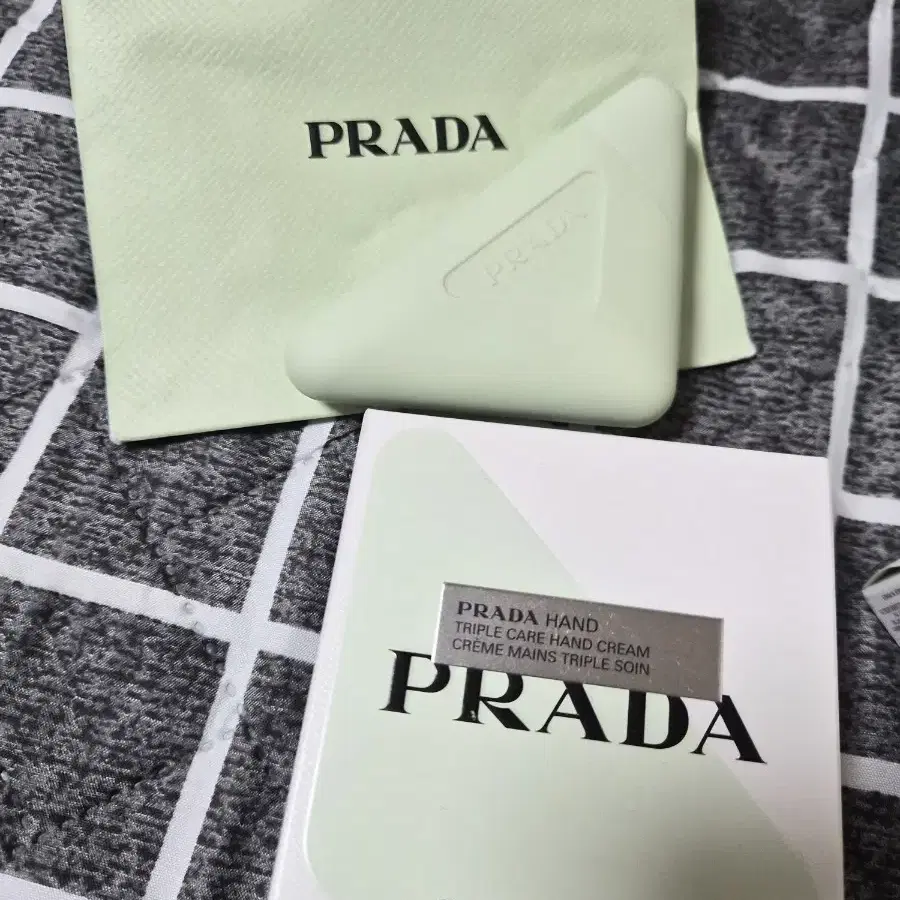 PRADA
PRADA
PRADA HAND
TRIPLE CARE HAND CREAM
CRÈME MAINS TRIPLE SOIN
PRADA